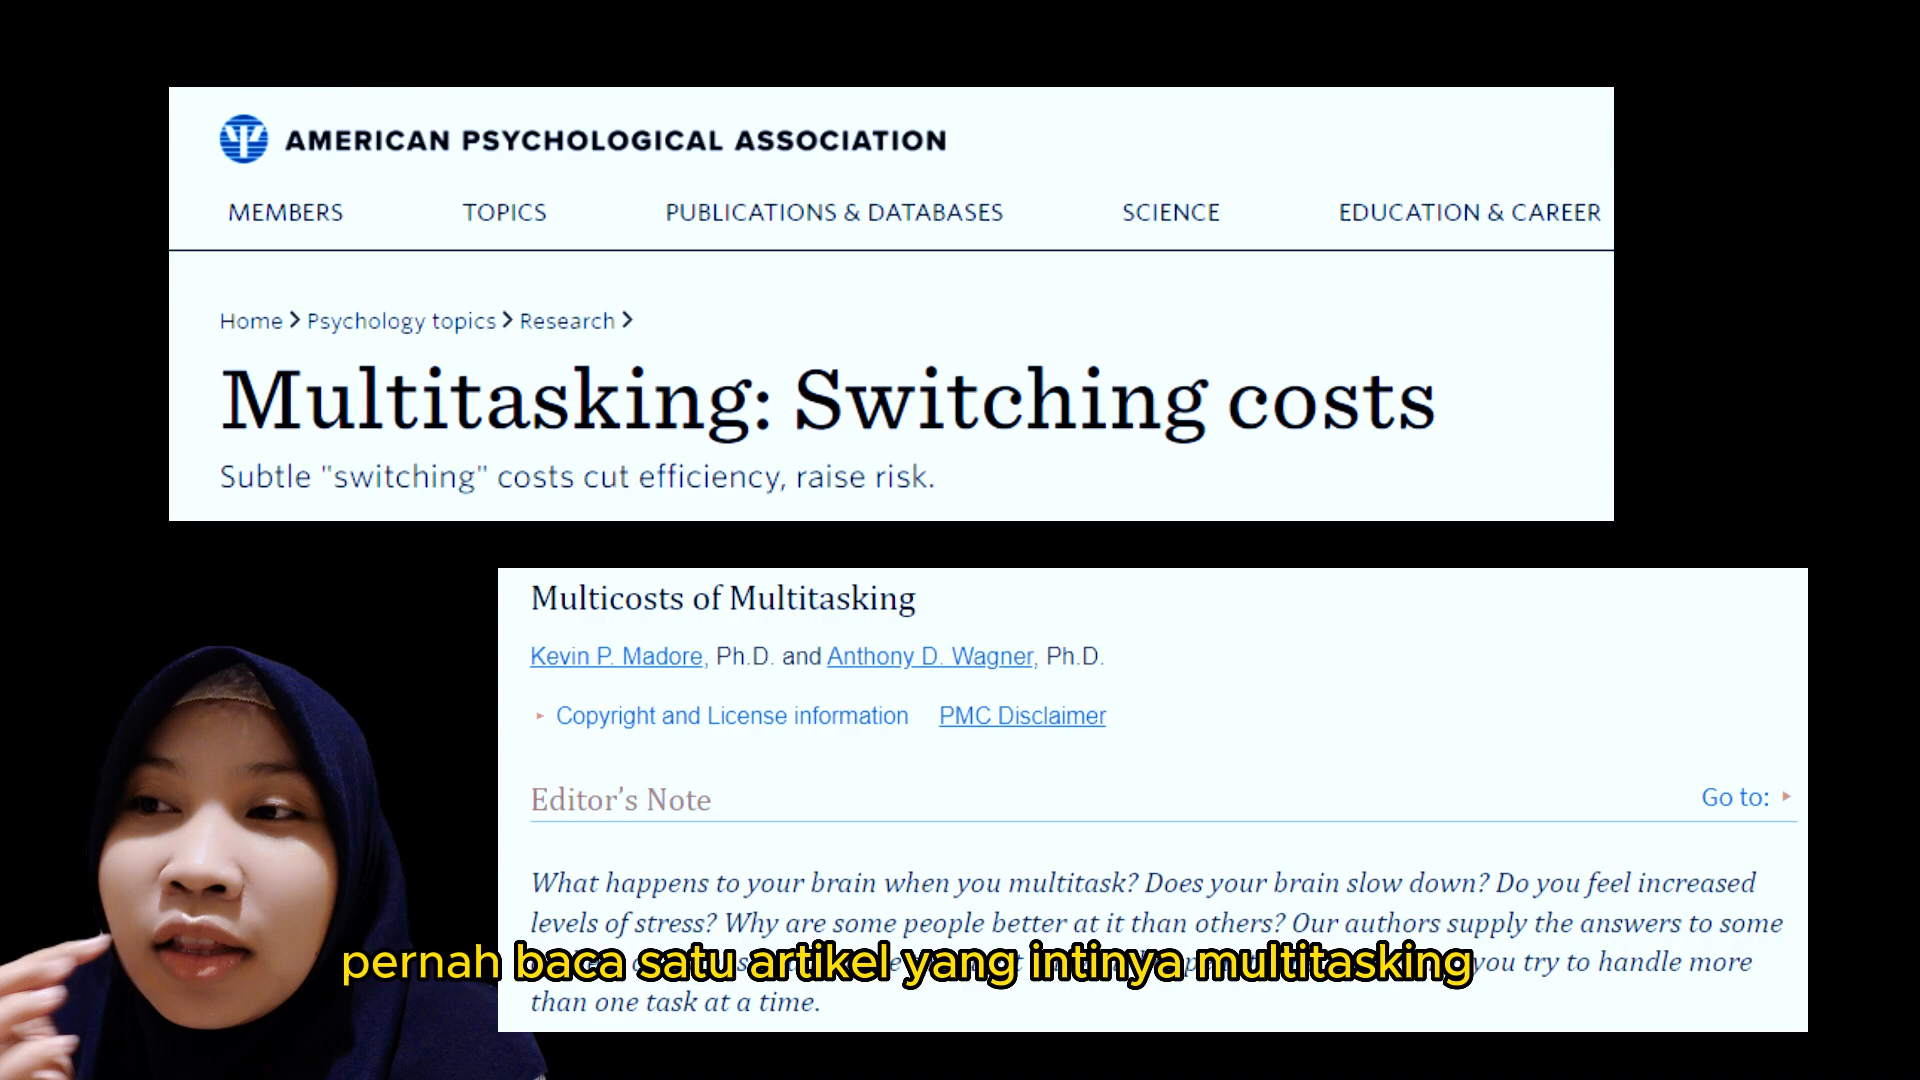 AMERICAN PSYCHOLOGICAL ASSOCIATION
MEMBERS TOPICS PUBLICATIONS & DATABASES SCIENCE EDUCATION & CAREER
Home > Psychology topics > Research >
Multitasking: Switching costs
Subtle "switching" costs cut efficiency, raise risk.
Multicosts of Multitasking
Kevin P. Madore, Ph.D. and Anthony D. Wagner, Ph.D.
Copyright and License information PMC Disclaimer
Editor's Note Go to:
What happens to your brain when you multitask? Does your brain slow down? Do you feel increased
levels of stress? Why are some people better at it than others? Our authors supply the answers to some
you try to handle more
than one task at a time.
pernah baca satu artikel yang intinya multitasking